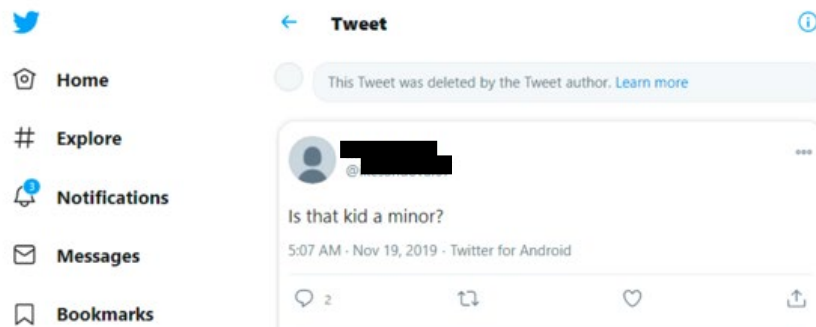 Tweet
Home
This Tweet was deleted by the Tweet author. Learn more
Explore
3
Notifications
Is that kid a minor?
Messages
5:07 AM · Nov 19, 2019 · Twitter for Android
2
Bookmarks